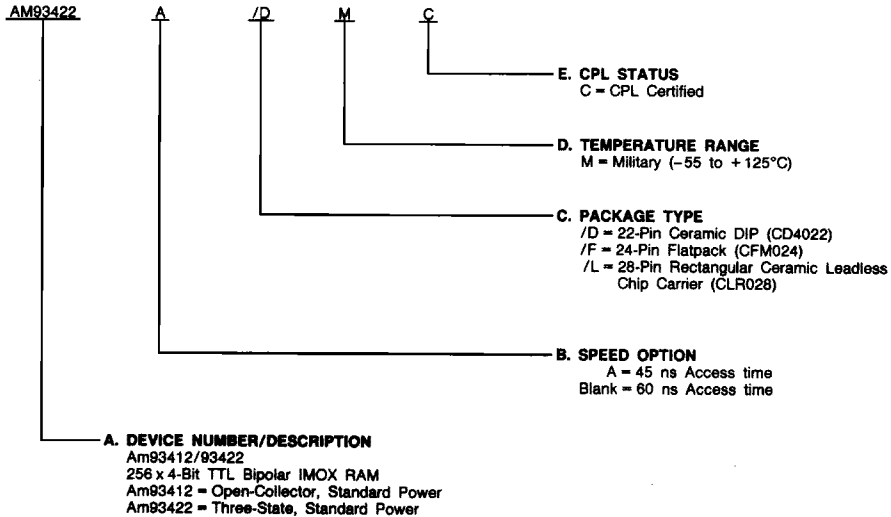 AM93422 A /D M C
E. CPL STATUS
C = CPL Certified
D. TEMPERATURE RANGE
M = Military (−55 to +125°C)
C. PACKAGE TYPE
/D = 22-Pin Ceramic DIP (CD4022)
/F = 24-Pin Flatpack (CFM024)
/L = 28-Pin Rectangular Ceramic Leadless
Chip Carrier (CLR028)
B. SPEED OPTION
A = 45 ns Access time
Blank = 60 ns Access time
A. DEVICE NUMBER/DESCRIPTION
Am93412/93422
256 x 4-Bit TTL Bipolar IMOX RAM
Am93412 = Open-Collector, Standard Power
Am93422 = Three-State, Standard Power